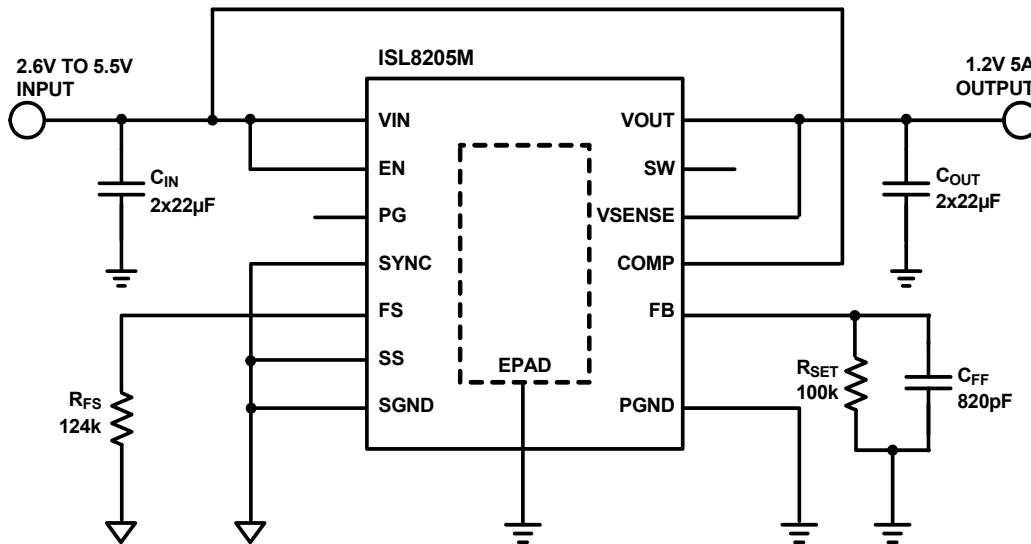 ISL8205M
2.6V TO 5.5V
INPUT
1.2V 5A
OUTPUT
VIN
VOUT
EN
SW
C_IN
2x22µF
C_OUT
2x22µF
PG
VSENSE
SYNC
COMP
FS
FB
SS
EPAD
R_SET
100k
C_FF
820pF
R_FS
124k
SGND
PGND